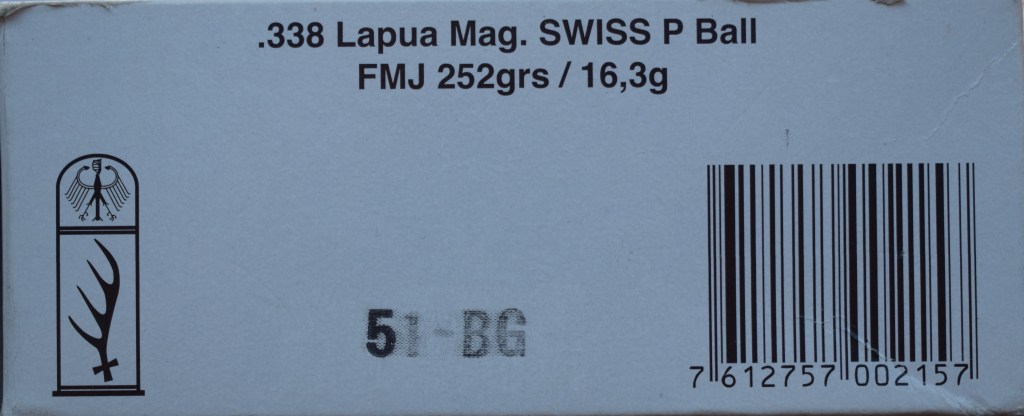 .338 Lapua Mag. SWISS P Ball
FMJ 252grs / 16,3g
51-BG
7 612757 002157